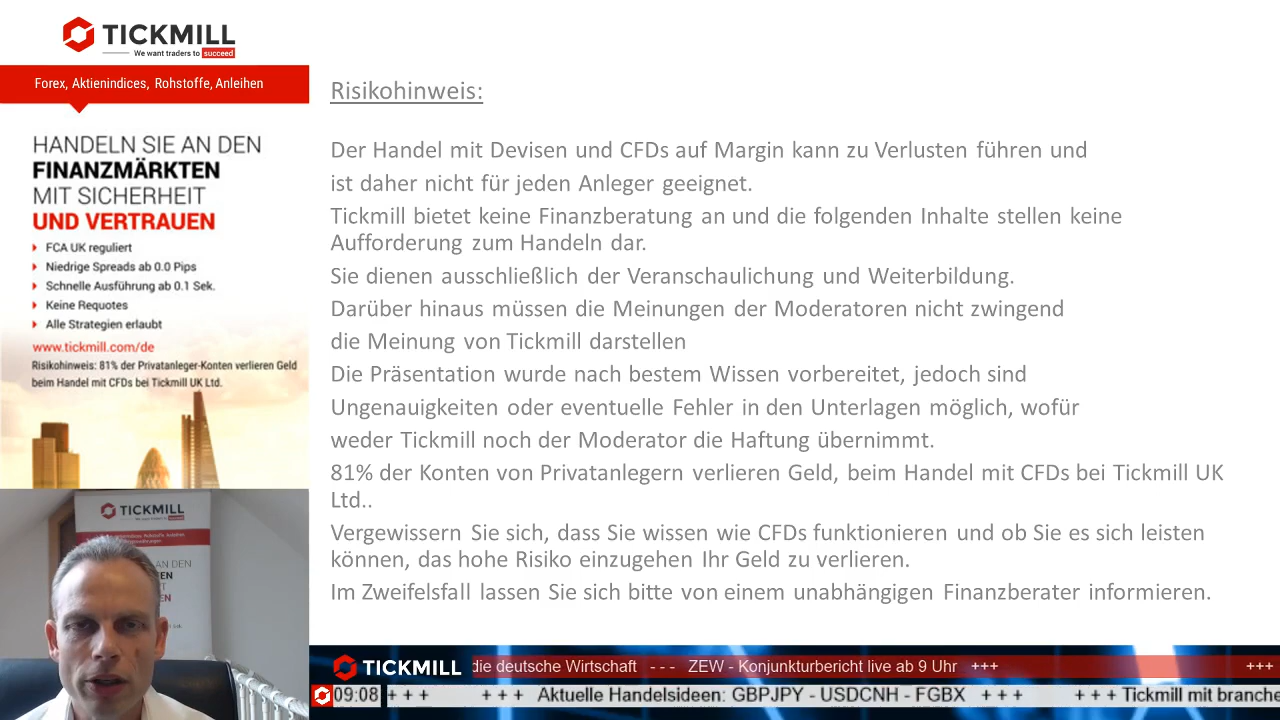 TICKMILL
We want traders to succeed
Forex, Aktienindices, Rohstoffe, Anleihen
HANDELN SIE AN DEN
FINANZMÄRKTEN
MIT SICHERHEIT
UND VERTRAUEN
FCA UK reguliert
Niedrige Spreads ab 0.0 Pips
Schnelle Ausführung ab 0.1 Sek.
Keine Requotes
Alle Strategien erlaubt
www.tickmill.com/de
Risikohinweis: 81% der Privatanleger-Konten verlieren Geld
beim Handel mit CFDs bei Tickmill UK Ltd.
Risikohinweis:
Der Handel mit Devisen und CFDs auf Margin kann zu Verlusten führen und
ist daher nicht für jeden Anleger geeignet.
Tickmill bietet keine Finanzberatung an und die folgenden Inhalte stellen keine
Aufforderung zum Handeln dar.
Sie dienen ausschließlich der Veranschaulichung und Weiterbildung.
Darüber hinaus müssen die Meinungen der Moderatoren nicht zwingend
die Meinung von Tickmill darstellen
Die Präsentation wurde nach bestem Wissen vorbereitet, jedoch sind
Ungenauigkeiten oder eventuelle Fehler in den Unterlagen möglich, wofür
weder Tickmill noch der Moderator die Haftung übernimmt.
81% der Konten von Privatanlegern verlieren Geld, beim Handel mit CFDs bei Tickmill UK
Ltd..
Vergewissern Sie sich, dass Sie wissen wie CFDs funktionieren und ob Sie es sich leisten
können, das hohe Risiko einzugehen Ihr Geld zu verlieren.
Im Zweifelsfall lassen Sie sich bitte von einem unabhängigen Finanzberater informieren.
TICKMILL
AN DEN
TICKMILL
die deutsche Wirtschaft - - - ZEW - Konjunkturbericht live ab 9 Uhr +++ +++
09:08 + + + + + + Aktuelle Handelsideen: GBPJPY - USDCNH - FGBX + + + + + + Tickmill mit branche